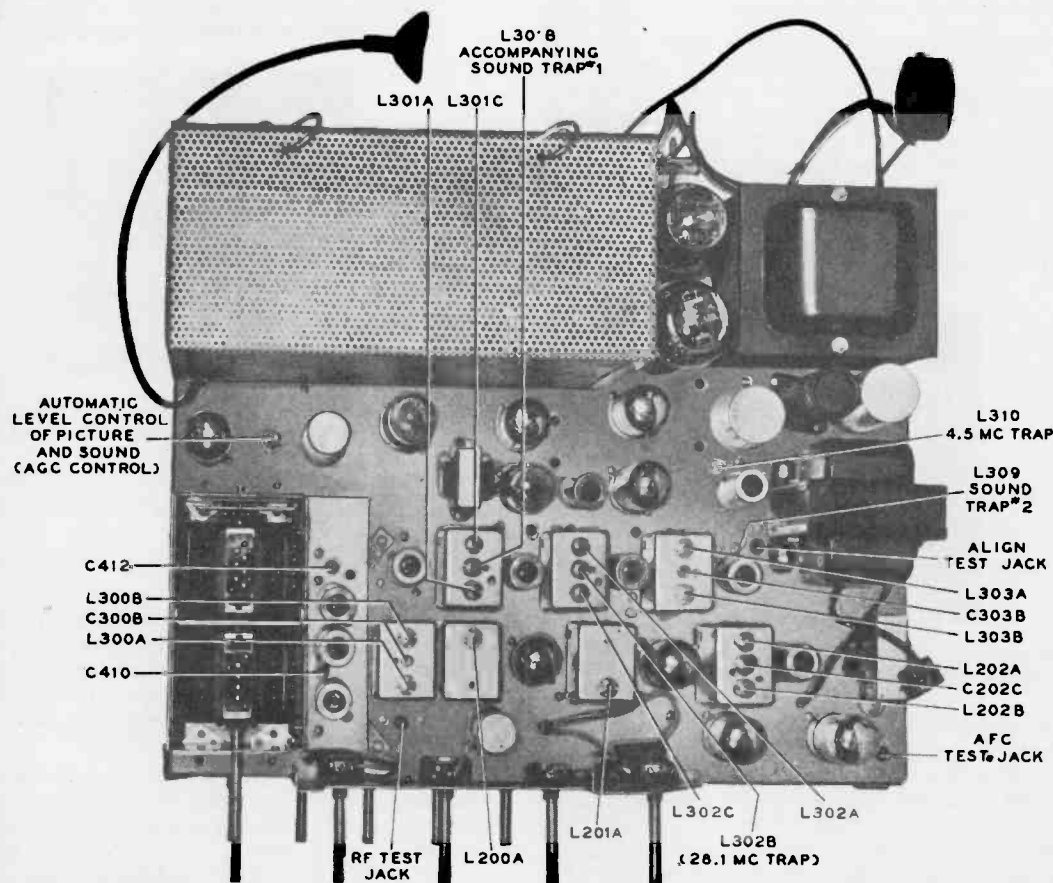 L30'B
ACCOMPANYING
SOUND TRAP#1
L301A L301C
AUTOMATIC
LEVEL CONTROL
OF PICTURE
AND SOUND
(AGC CONTROL)
L310
4.5 MC TRAP
L309
SOUND
TRAP#2
ALIGN
TEST JACK
C412
L300B
C300B
L300A
C410
L303A
C303B
L303B
L202A
C202C
L202B
AFC
TEST JACK
L302C
L302A
L201A
L302B
(28.1 MC TRAP)
RF TEST
JACK
L200A